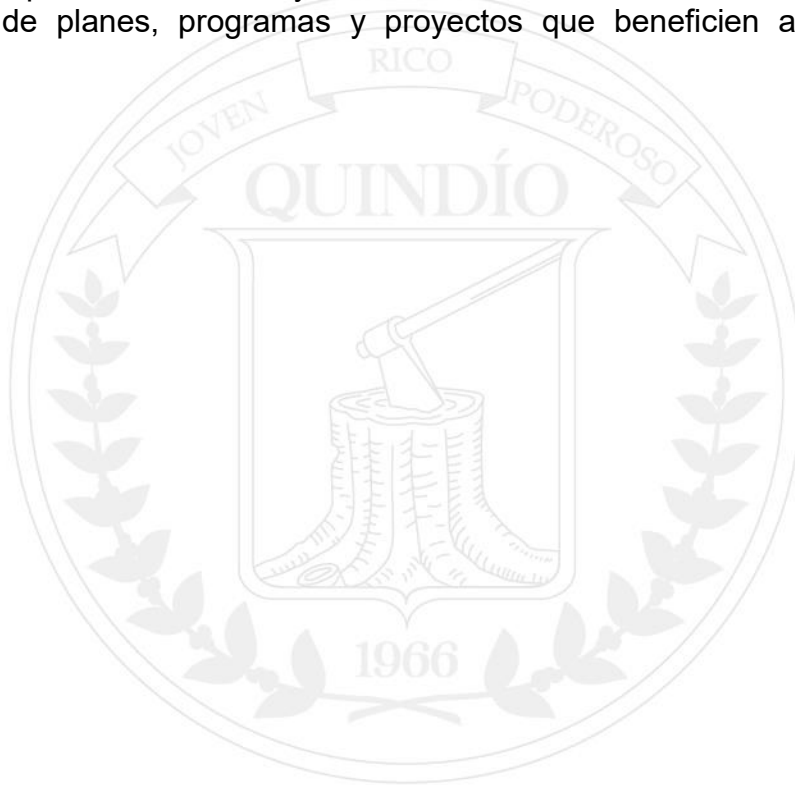 de planes, programas y proyectos que beneficien a
RICO
JOVEN
PODEROSO
QUINDÍO
1966